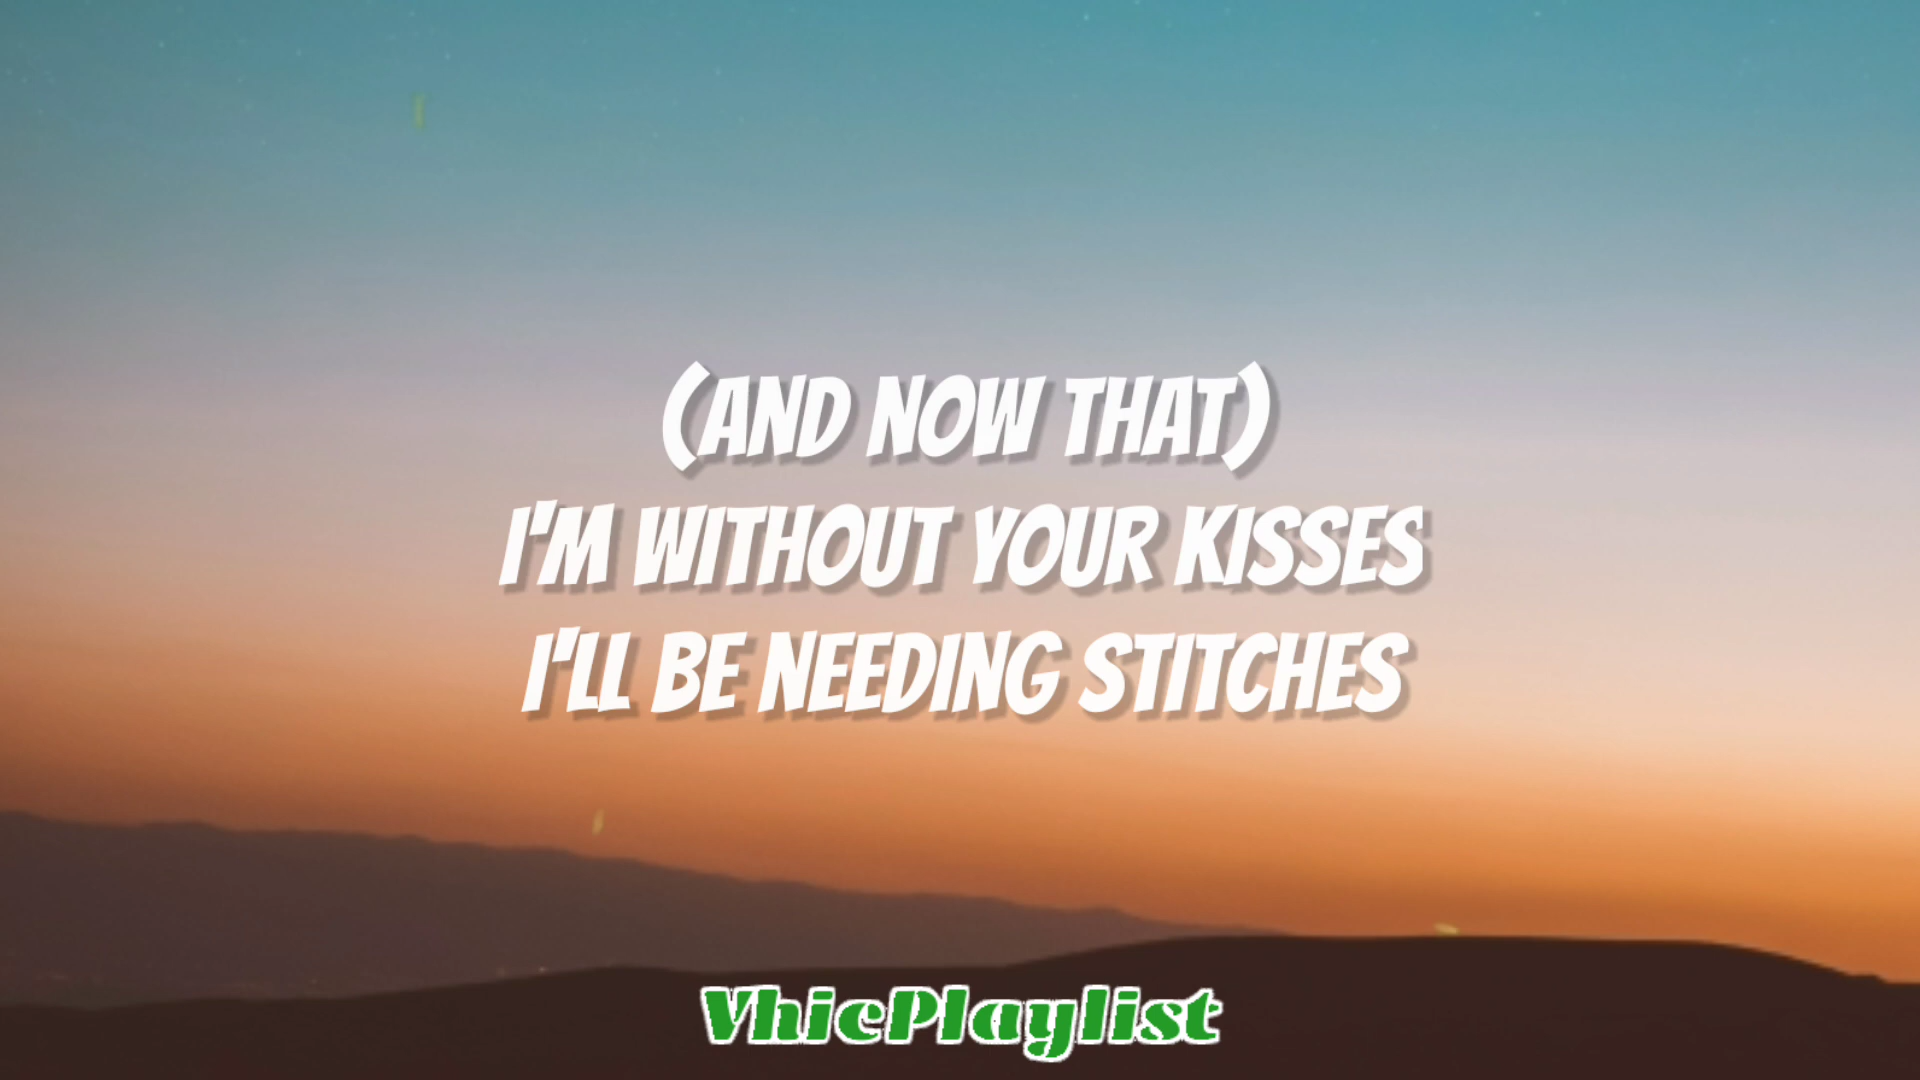 (AND NOW THAT)
I'M WITHOUT YOUR KISSES
I'LL BE NEEDING STITCHES
VhicPlaylist